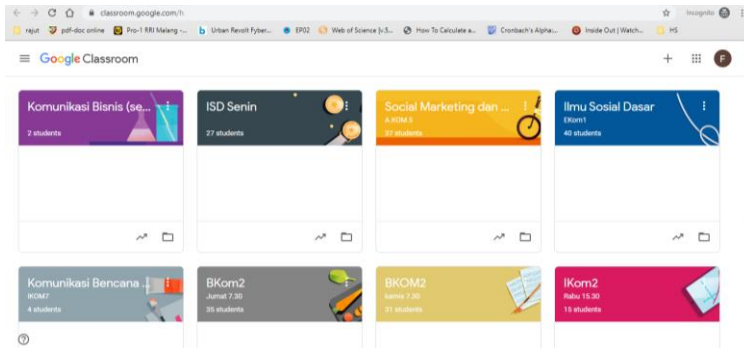 classroom.google.com/h
Incognito
rajut
pdf-doc online
Pro-1 RRI Malang -...
Urban Revolt Fyber...
EP02
Web of Science [v.5...
How To Calculate a...
Cronbach's Alpha:...
Inside Out | Watch...
HS
Google Classroom
F
Komunikasi Bisnis (se...
2 students
ISD Senin
27 students
Social Marketing dan ...
A.KOM 5
37 students
Ilmu Sosial Dasar
EKom1
40 students
Komunikasi Bencana ...
IKOM7
4 students
BKom2
Jumat 7.30
35 students
BKOM2
kamis 7.30
31 students
IKom2
Rabu 15.30
15 students